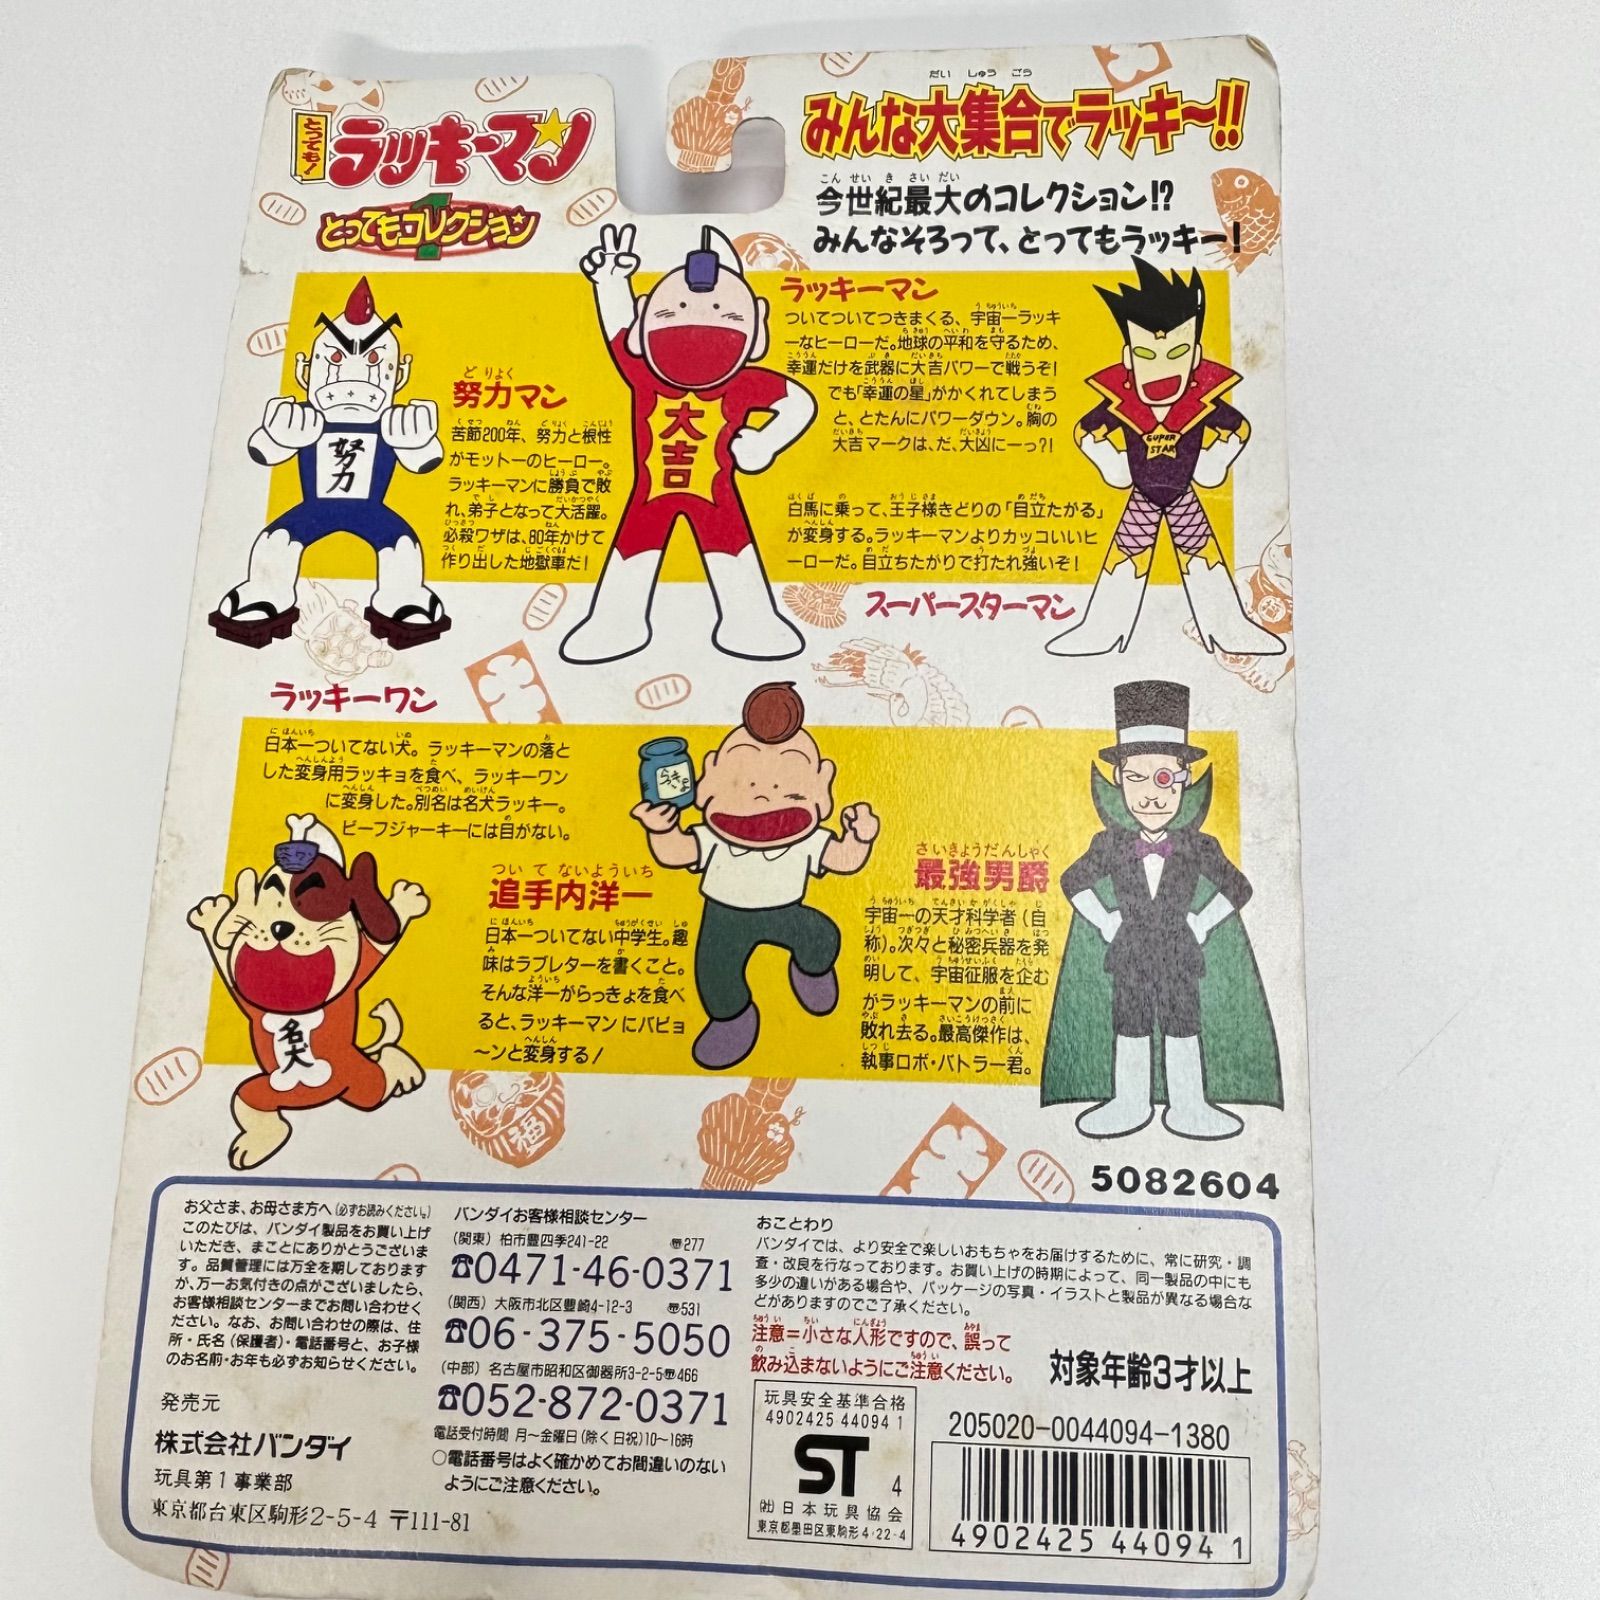 とっても!
ラッキーマン
とってもコレクション
1
だい しゅう ごう
みんな大集合でラッキ〜!!
こん せい き さい だい
今世紀最大のコレクション!?
みんなそろって、とってもラッキー!
ど りょく
努力マン
苦節200年、努力と根性
がモットーのヒーロー。
ラッキーマンに勝負で敗
れ、弟子となって大活躍。
必殺ワザは、80年かけて
作り出した地獄車だ!
努力
大吉
ラッキーマン
ついてついてつきまくる、宇宙一ラッキ
ーなヒーローだ。地球の平和を守るため、
幸運だけを武器に大吉パワーで戦うぞ!
でも「幸運の星」がかくれてしまう
と、とたんにパワーダウン。胸の
大吉マークは、だ、大凶にーっ?!
白馬に乗って、王子様きどりの「目立たがる」
が変身する。ラッキーマンよりカッコいいヒ
ーローだ。目立ちたがりで打たれ強いぞ!
スーパースターマン
SUPER
STAR
ラッキーワン
日本一ついてない犬。ラッキーマンの落と
した変身用ラッキョを食べ、ラッキーワン
に変身した。別名は名犬ラッキー。
ビーフジャーキーには目がない。
名犬
らっきょ
つい て ないよういち
追手内洋一
日本一ついてない中学生。趣
味はラブレターを書くこと。
そんな洋一がらっきょを食べ
ると、ラッキーマンにバビョ
〜ンと変身する!
さいきょうだんしゃく
最強男爵
宇宙一の天才科学者(自
称)。次々と秘密兵器を発
明して、宇宙征服を企む
がラッキーマンの前に
敗れ去る。最高傑作は、
執事ロボ・バトラー君。
5082604
お父さま、お母さま方へ(必ずお読みください。)
このたびは、バンダイ製品をお買い上げ
いただき、まことにありがとうございま
す。品質管理には万全を期しております
が、万一お気付きの点がございましたら、
お客様相談センターまでお問い合わせく
ださい。なお、お問い合わせの際は、住
所・氏名(保護者)・電話番号と、お子様
のお名前・お年も必ずお知らせください。
発売元
株式会社バンダイ
玩具第1事業部
東京都台東区駒形2-5-4 〒111-81
バンダイお客様相談センター
(関東) 柏市豊四季241-22 〒277
☎0471-46-0371
(関西) 大阪市北区豊崎4-12-3 〒531
☎06-375-5050
(中部) 名古屋市昭和区御器所3-2-5〒466
☎052-872-0371
電話受付時間 月〜金曜日(除く日祝)10〜16時
○電話番号はよく確かめてお間違いのない
ようにご注意ください。
おことわり
バンダイでは、より安全で楽しいおもちゃをお届けするために、常に研究・調
査・改良を行なっております。お買い上げの時期によって、同一製品の中にも
多少の違いがある場合や、パッケージの写真・イラストと製品が異なる場合な
どがありますのでご了承ください。
注意=小さな人形ですので、誤って
飲み込まないようにご注意ください。
対象年齢3才以上
玩具安全基準合格
4902425 44094 1
ST 4
(社)日本玩具協会
東京都墨田区東駒形4-22-4
205020-0044094-1380
4902425 440941